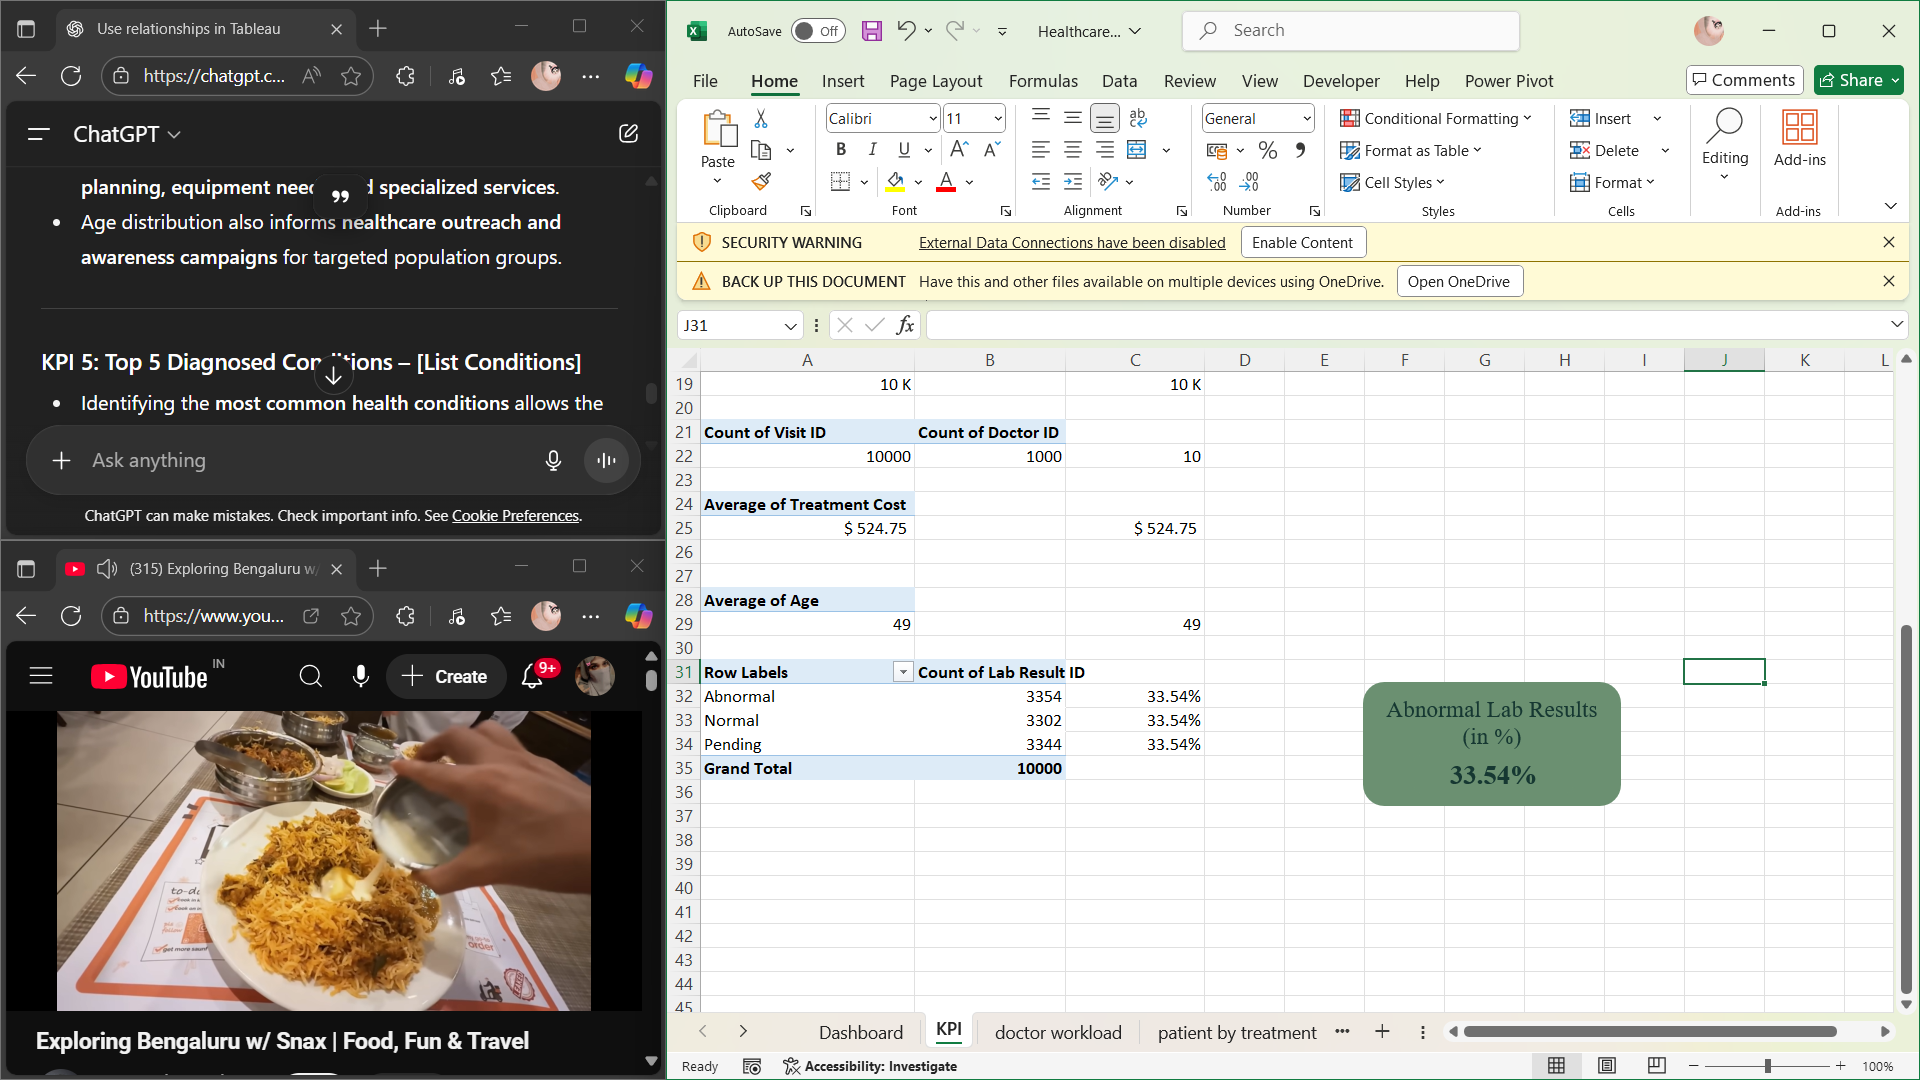 Use relationships in Tableau
https://chatgpt.c...
ChatGPT
planning, equipment nee d specialized services.
• Age distribution also informs healthcare outreach and
awareness campaigns for targeted population groups.
KPI 5: Top 5 Diagnosed Conditions – [List Conditions]
• Identifying the most common health conditions allows the
Ask anything
ChatGPT can make mistakes. Check important info. See Cookie Preferences.
(315) Exploring Bengaluru w/
https://www.you...
YouTube IN
Create
9+
to-do
get more sauf
order
Exploring Bengaluru w/ Snax | Food, Fun & Travel
AutoSave Off
Healthcare...
Search
File Home Insert Page Layout Formulas Data Review View Developer Help Power Pivot
Comments Share
Paste
Clipboard
Calibri 11
B I U A A
A
Font
ab
Alignment
General
% 9
Number
Conditional Formatting
Format as Table
Cell Styles
Styles
Insert
Delete
Format
Cells
Editing
Add-ins
Add-ins
SECURITY WARNING External Data Connections have been disabled Enable Content
BACK UP THIS DOCUMENT Have this and other files available on multiple devices using OneDrive. Open OneDrive
J31 fx
A B C D E F G H I J K L
19 10 K 10 K
20
21 Count of Visit ID Count of Doctor ID
22 10000 1000 10
23
24 Average of Treatment Cost
25 $ 524.75 $ 524.75
26
27
28 Average of Age
29 49 49
30
31 Row Labels Count of Lab Result ID
32 Abnormal 3354 33.54%
33 Normal 3302 33.54%
34 Pending 3344 33.54%
35 Grand Total 10000
36
37
38
39
40
41
42
43
44
45
Abnormal Lab Results
(in %)
33.54%
Dashboard KPI doctor workload patient by treatment ...
Ready Accessibility: Investigate 100%